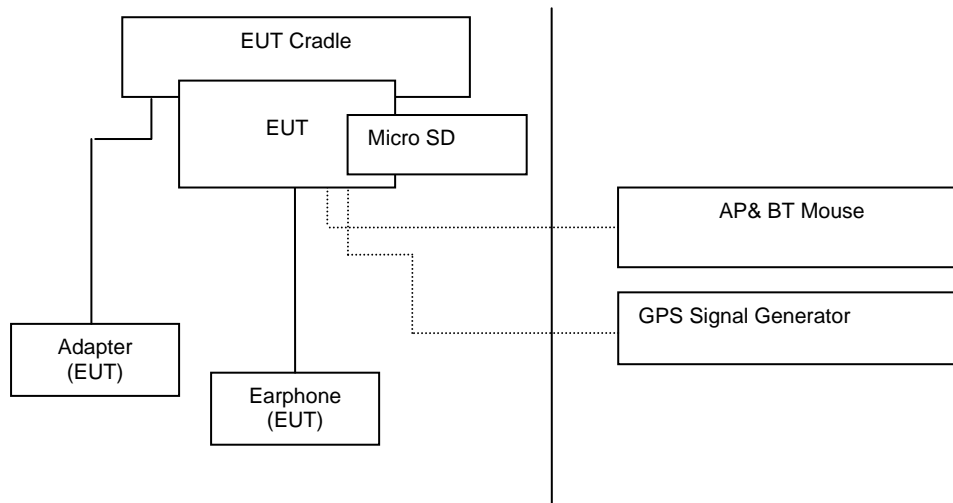 EUT Cradle
EUT
Micro SD
AP& BT Mouse
GPS Signal Generator
Adapter
(EUT)
Earphone
(EUT)